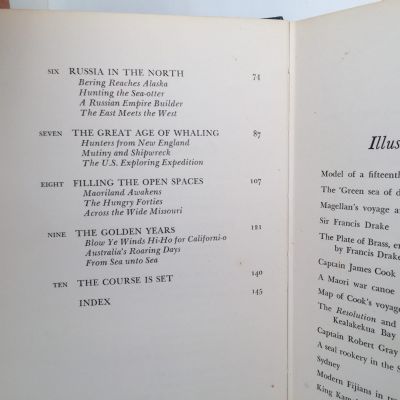 SIX RUSSIA IN THE NORTH 74
Bering Reaches Alaska
Hunting the Sea-otter
A Russian Empire Builder
The East Meets the West
SEVEN THE GREAT AGE OF WHALING 87
Hunters from New England
Mutiny and Shipwreck
The U.S. Exploring Expedition
EIGHT FILLING THE OPEN SPACES 107
Maoriland Awakens
The Hungry Forties
Across the Wide Missouri
NINE THE GOLDEN YEARS 121
Blow Ye Winds Hi-Ho for Californi-o
Australia's Roaring Days
From Sea unto Sea
TEN THE COURSE IS SET 140
INDEX 145
Illus
Model of a fifteenth
The 'Green sea of d
Magellan's voyage a
Sir Francis Drake
The Plate of Brass, e
by Francis Drake
Captain James Cook
A Maori war canoe
Map of Cook's voyag
The Resolution and
Kealakekua Bay
Captain Robert Gray
A seal rookery in the S
Sydney
Modern Fijians in
King Kam